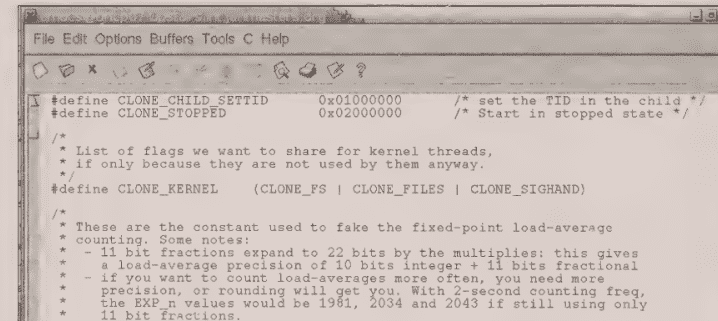 File Edit Options Buffers Tools C Help
#define CLONE_CHILD_SETTID 0x01000000 /* set the TID in the child */
#define CLONE_STOPPED 0x02000000 /* Start in stopped state */
/*
* List of flags we want to share for kernel threads,
* if only because they are not used by them anyway.
*/
#define CLONE_KERNEL (CLONE_FS | CLONE_FILES | CLONE_SIGHAND)
/*
* These are the constant used to fake the fixed-point load-average
* counting. Some notes:
* - 11 bit fractions expand to 22 bits by the multiplies: this gives
* a load-average precision of 10 bits integer + 11 bits fractional
* - if you want to count load-averages more often, you need more
* precision, or rounding will get you. With 2-second counting freq,
* the EXP_n values would be 1981, 2034 and 2043 if still using only
* 11 bit fractions.